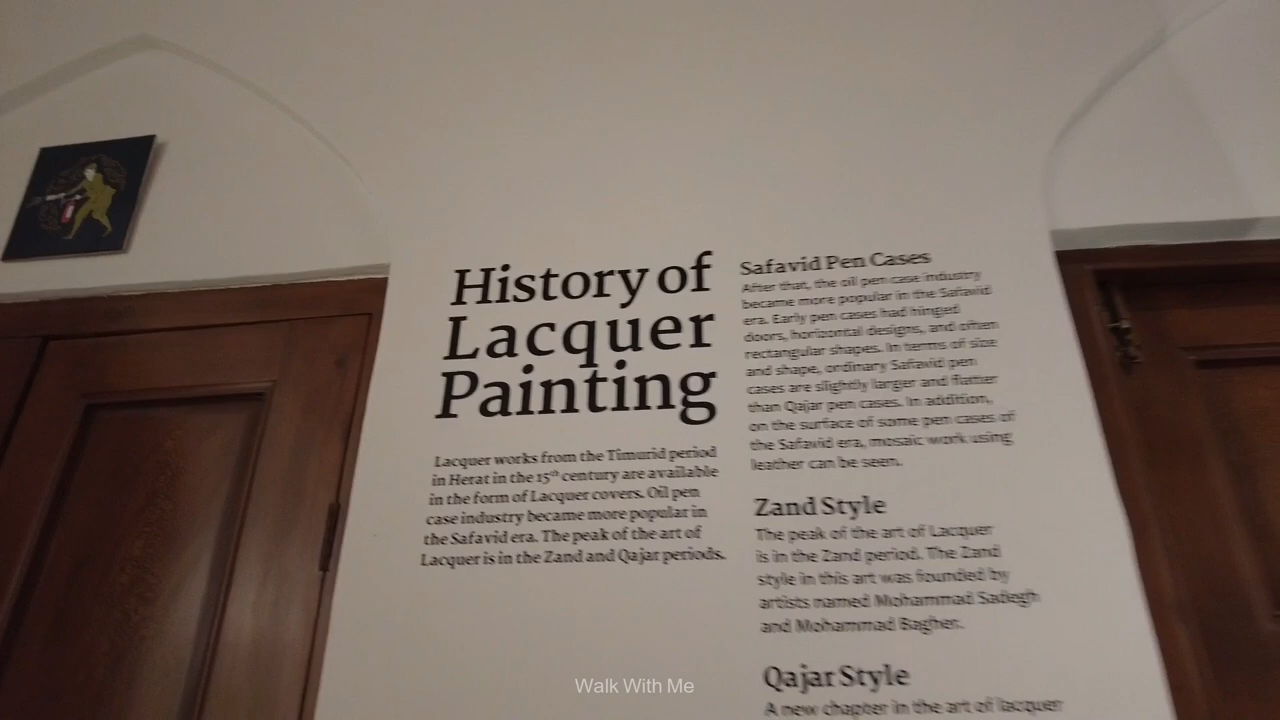 History of
Lacquer
Painting
Lacquer works from the Timurid period
in Herat in the 15th century are available
in the form of Lacquer covers. Oil pen
case industry became more popular in
the Safavid era. The peak of the art of
Lacquer is in the Zand and Qajar periods.
Safavid Pen Cases
After that, the oil pen case industry
became more popular in the Safavid
era. Early pen cases had hinged
doors, horizontal designs, and often
rectangular shapes. In terms of size
and shape, ordinary Safavid pen
cases are slightly larger and flatter
than Qajar pen cases. In addition,
on the surface of some pen cases of
the Safavid era, mosaic work using
leather can be seen.
Zand Style
The peak of the art of Lacquer
is in the Zand period. The Zand
style in this art was founded by
artists named Mohammad Sadegh
and Mohammad Bagher.
Qajar Style
A new chapter in the art of lacquer
Walk With Me